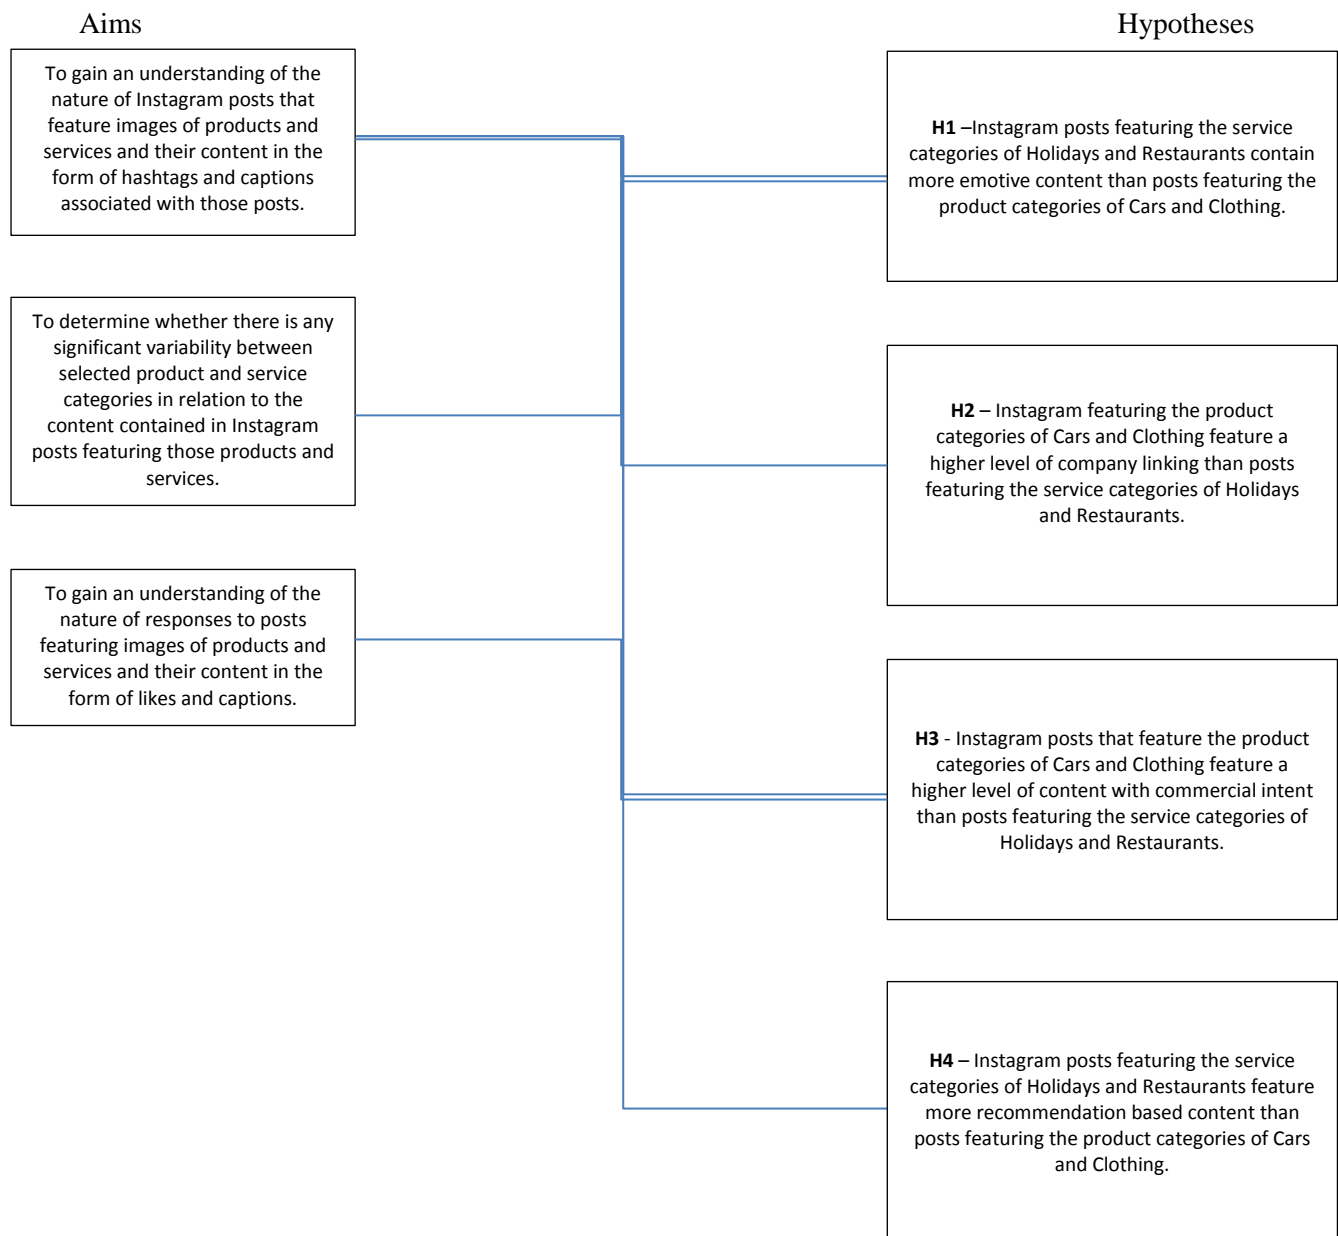 Aims
Hypotheses
To gain an understanding of the
nature of Instagram posts that
feature images of products and
services and their content in the
form of hashtags and captions
associated with those posts.
To determine whether there is any
significant variability between
selected product and service
categories in relation to the
content contained in Instagram
posts featuring those products and
services.
To gain an understanding of the
nature of responses to posts
featuring images of products and
services and their content in the
form of likes and captions.
H1 –Instagram posts featuring the service
categories of Holidays and Restaurants contain
more emotive content than posts featuring the
product categories of Cars and Clothing.
H2 – Instagram featuring the product
categories of Cars and Clothing feature a
higher level of company linking than posts
featuring the service categories of Holidays
and Restaurants.
H3 - Instagram posts that feature the product
categories of Cars and Clothing feature a
higher level of content with commercial intent
than posts featuring the service categories of
Holidays and Restaurants.
H4 – Instagram posts featuring the service
categories of Holidays and Restaurants feature
more recommendation based content than
posts featuring the product categories of Cars
and Clothing.